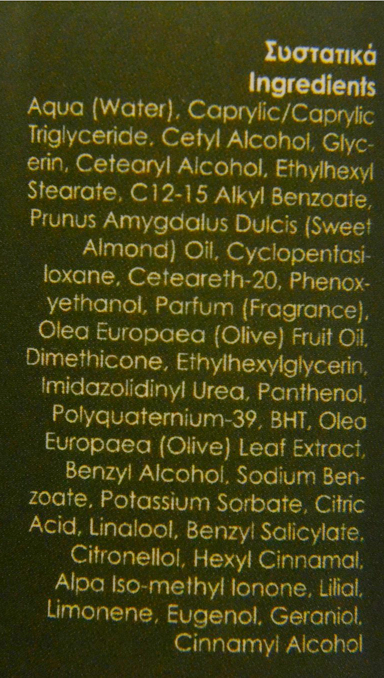 Συστατικά
Ingredients
Aqua (Water), Caprylic/Caprylic
Triglyceride, Cetyl Alcohol, Glyc-
erin, Cetearyl Alcohol, Ethylhexyl
Stearate, C12-15 Alkyl Benzoate,
Prunus Amygdalus Dulcis (Sweet
Almond) Oil, Cyclopentasi-
loxane, Ceteareth-20, Phenox-
yethanol, Parfum (Fragrance),
Olea Europaea (Olive) Fruit Oil,
Dimethicone, Ethylhexylglycerin,
Imidazolidinyl Urea, Panthenol,
Polyquaternium-39, BHT, Olea
Europaea (Olive) Leaf Extract,
Benzyl Alcohol, Sodium Ben-
zoate, Potassium Sorbate, Citric
Acid, Linalool, Benzyl Salicylate,
Citronellol, Hexyl Cinnamal,
Alpa Iso-methyl Ionone, Lilial,
Limonene, Eugenol, Geraniol,
Cinnamyl Alcohol